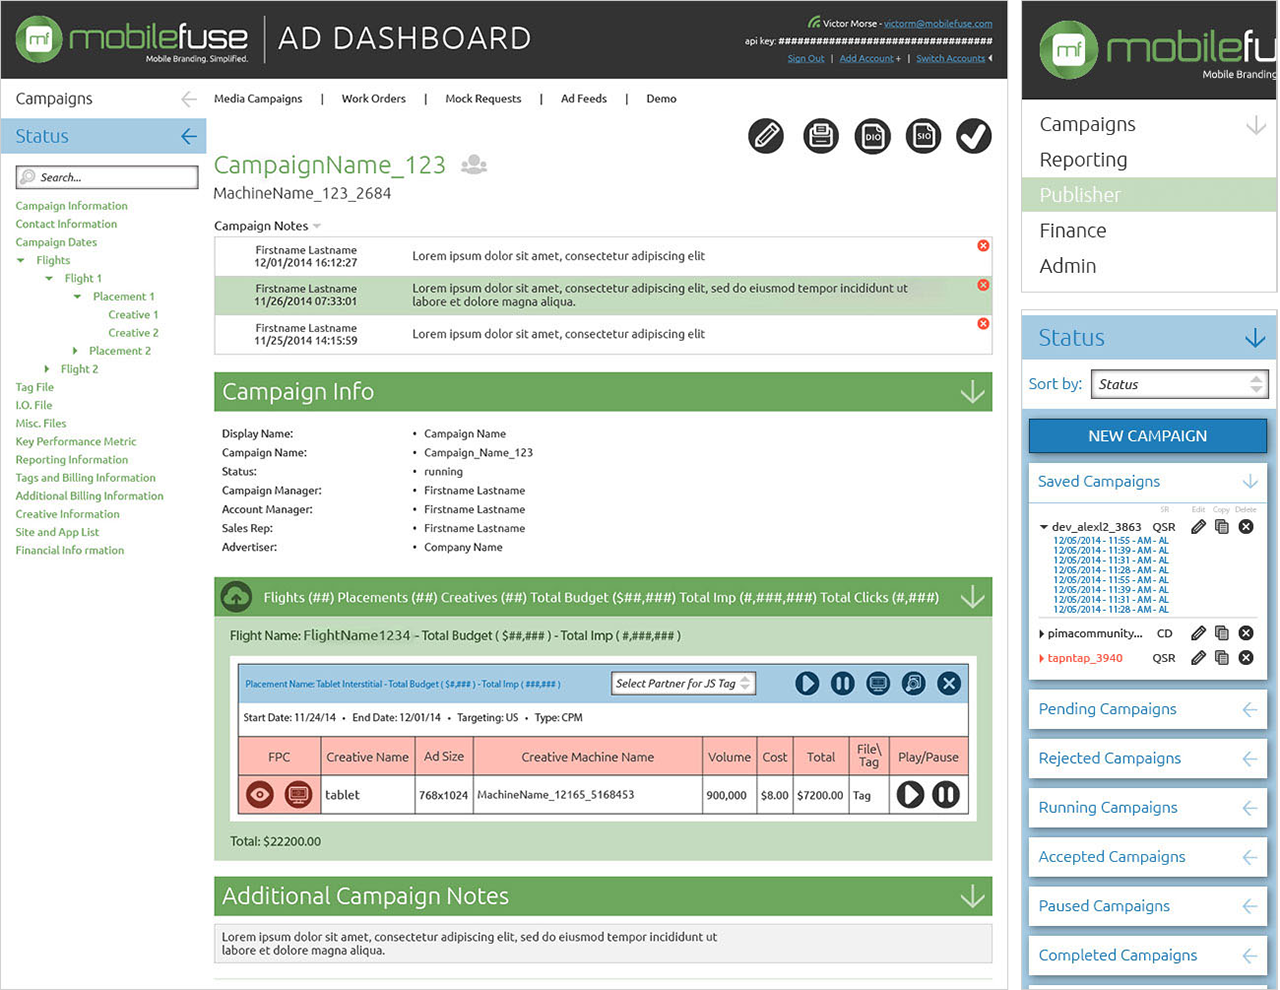 mf mobilefuse
Mobile Branding. Simplified.
AD DASHBOARD
Victor Morse - victorm@mobilefuse.com
api key: ##################################
Sign Out | Add Account + | Switch Accounts
Campaigns
Status
Search...
Campaign Information
Contact Information
Campaign Dates
Flights
Flight 1
Placement 1
Creative 1
Creative 2
Placement 2
Flight 2
Tag File
I.O. File
Misc. Files
Key Performance Metric
Reporting Information
Tags and Billing Information
Additional Billing Information
Creative Information
Site and App List
Financial Info rmation
Media Campaigns | Work Orders | Mock Requests | Ad Feeds | Demo
DIO SIO
CampaignName_123
MachineName_123_2684
Campaign Notes
Firstname Lastname
12/01/2014 16:12:27
Lorem ipsum dolor sit amet, consectetur adipiscing elit
Firstname Lastname
11/26/2014 07:33:01
Lorem ipsum dolor sit amet, consectetur adipiscing elit, sed do eiusmod tempor incididunt ut
labore et dolore magna aliqua.
Firstname Lastname
11/25/2014 14:15:59
Lorem ipsum dolor sit amet, consectetur adipiscing elit
Campaign Info
Display Name: • Campaign Name
Campaign Name: • Campaign_Name_123
Status: • running
Campaign Manager: • Firstname Lastname
Account Manager: • Firstname Lastname
Sales Rep: • Firstname Lastname
Advertiser: • Company Name
Flights (##) Placements (##) Creatives (##) Total Budget ($##,###) Total Imp (#,###,###) Total Clicks (#,###)
Flight Name: FlightName1234 - Total Budget ( $##,### ) - Total Imp ( #,###,### )
Placement Name: Tablet Interstitial - Total Budget ( $#,### ) - Total Imp ( ###,### )
Select Partner for JS Tag
Start Date: 11/24/14 • End Date: 12/01/14 • Targeting: US • Type: CPM
FPC Creative Name Ad Size Creative Machine Name Volume Cost Total File\ Tag Play/Pause
tablet 768x1024 MachineName_12165_5168453 900,000 $8.00 $7200.00 Tag
Total: $22200.00
Additional Campaign Notes
Lorem ipsum dolor sit amet, consectetur adipiscing elit, sed do eiusmod tempor incididunt ut
labore et dolore magna aliqua.
mf mobilefu
Mobile Branding
Campaigns
Reporting
Publisher
Finance
Admin
Status
Sort by: Status
NEW CAMPAIGN
Saved Campaigns
SR Edit Copy Delete
dev_alexl2_3863 QSR
12/05/2014 - 11:55 - AM - AL
12/05/2014 - 11:39 - AM - AL
12/05/2014 - 11:31 - AM - AL
12/05/2014 - 11:28 - AM - AL
12/05/2014 - 11:55 - AM - AL
12/05/2014 - 11:39 - AM - AL
12/05/2014 - 11:31 - AM - AL
12/05/2014 - 11:28 - AM - AL
pimacommunity... CD
tapntap_3940 QSR
Pending Campaigns
Rejected Campaigns
Running Campaigns
Accepted Campaigns
Paused Campaigns
Completed Campaigns